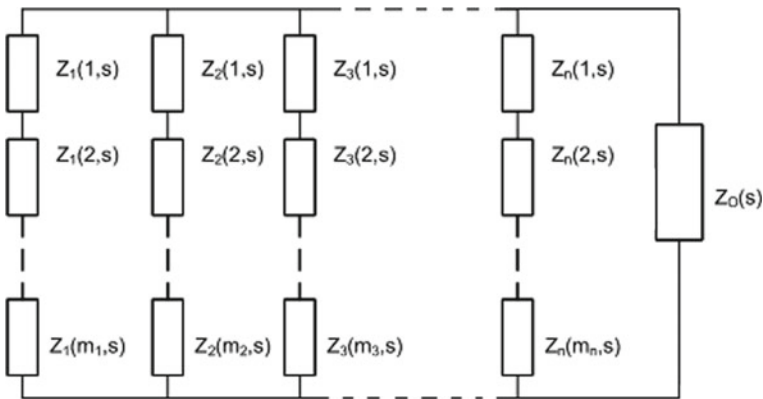 Z₁(1,s) Z₂(1,s) Z₃(1,s) Zₙ(1,s)
Z₁(2,s) Z₂(2,s) Z₃(2,s) Zₙ(2,s)
Z_O(s)
Z₁(m₁,s) Z₂(m₂,s) Z₃(m₃,s) Zₙ(mₙ,s)